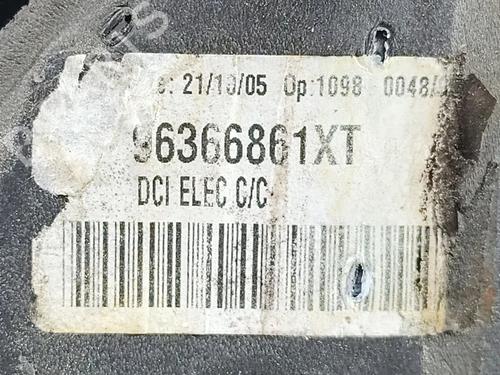 21/10/05 Op:1098 0048/
96366861XT
DCI ELEC C/C